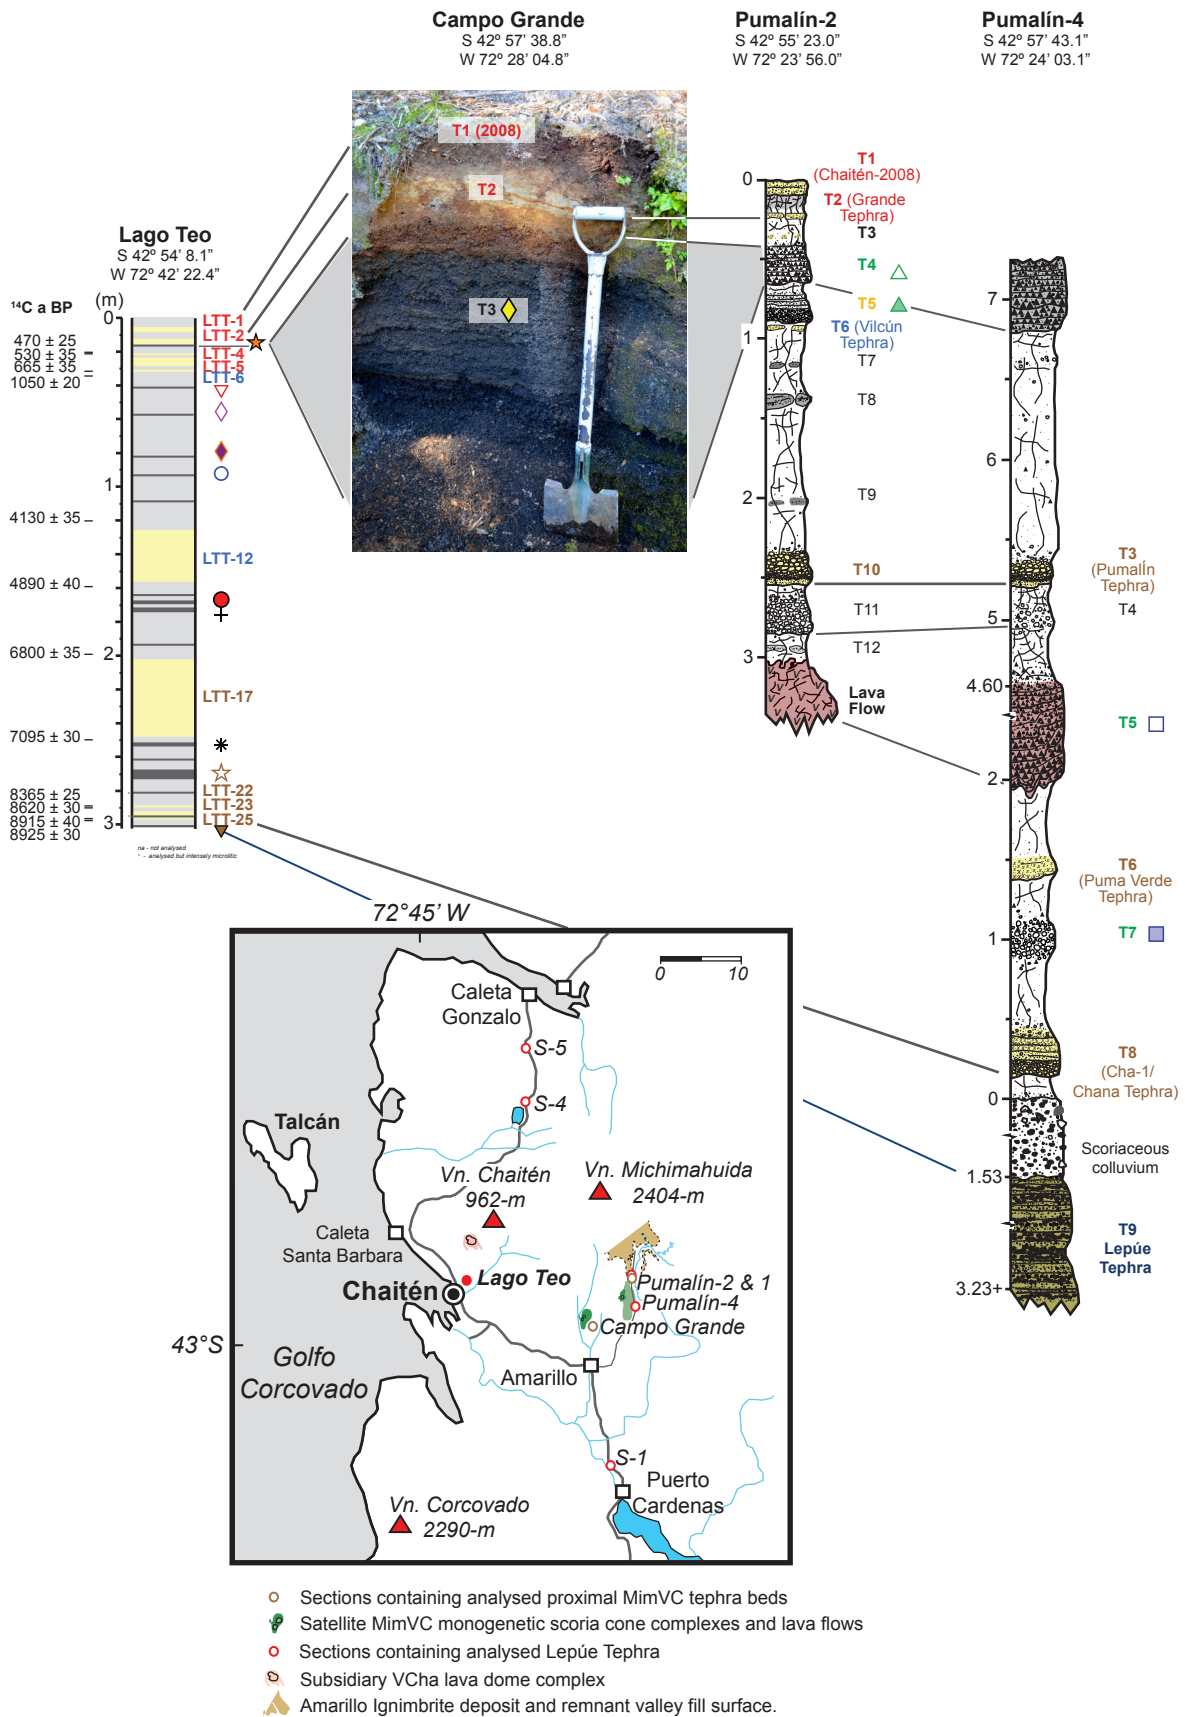 Campo Grande
S 42º 57' 38.8”
W 72º 28' 04.8”
Pumalín-2
S 42º 55' 23.0”
W 72º 23' 56.0”
Pumalín-4
S 42º 57' 43.1”
W 72º 24' 03.1”
Lago Teo
S 42º 54' 8.1”
W 72º 42' 22.4”
¹⁴C a BP
(m)
0
470 ± 25
530 ± 35
665 ± 35
1050 ± 20
1
4130 ± 35
4890 ± 40
6800 ± 35
2
7095 ± 30
8365 ± 25
8620 ± 30
8915 ± 40
8925 ± 30
3
LTT-1
LTT-2
LTT-4
LTT-5
LTT-6
LTT-12
LTT-17
LTT-22
LTT-23
LTT-25
na - not analysed
* - analysed but intensely microlitic
T1 (2008)
T2
T3
0
1
2
3
T1
(Chaitén-2008)
T2 (Grande
Tephra)
T3
T4
T5
T6 (Vilcún
Tephra)
T7
T8
T9
T10
T11
T12
Lava
Flow
7
6
5
4.60
2
1
0
1.53
3.23+
T3
(Pumalín
Tephra)
T4
T5
T6
(Puma Verde
Tephra)
T7
T8
(Cha-1/
Chana Tephra)
Scoriaceous
colluvium
T9
Lepúe
Tephra
72°45' W
43°S
0 10
Caleta
Gonzalo
S-5
S-4
Talcán
Vn. Chaitén
962-m
Vn. Michimahuida
2404-m
Caleta
Santa Barbara
Chaitén
Lago Teo
Pumalín-2 & 1
Pumalín-4
Campo Grande
Golfo
Corcovado
Amarillo
S-1
Puerto
Cardenas
Vn. Corcovado
2290-m
Sections containing analysed proximal MimVC tephra beds
Satellite MimVC monogenetic scoria cone complexes and lava flows
Sections containing analysed Lepúe Tephra
Subsidiary VCha lava dome complex
Amarillo Ignimbrite deposit and remnant valley fill surface.